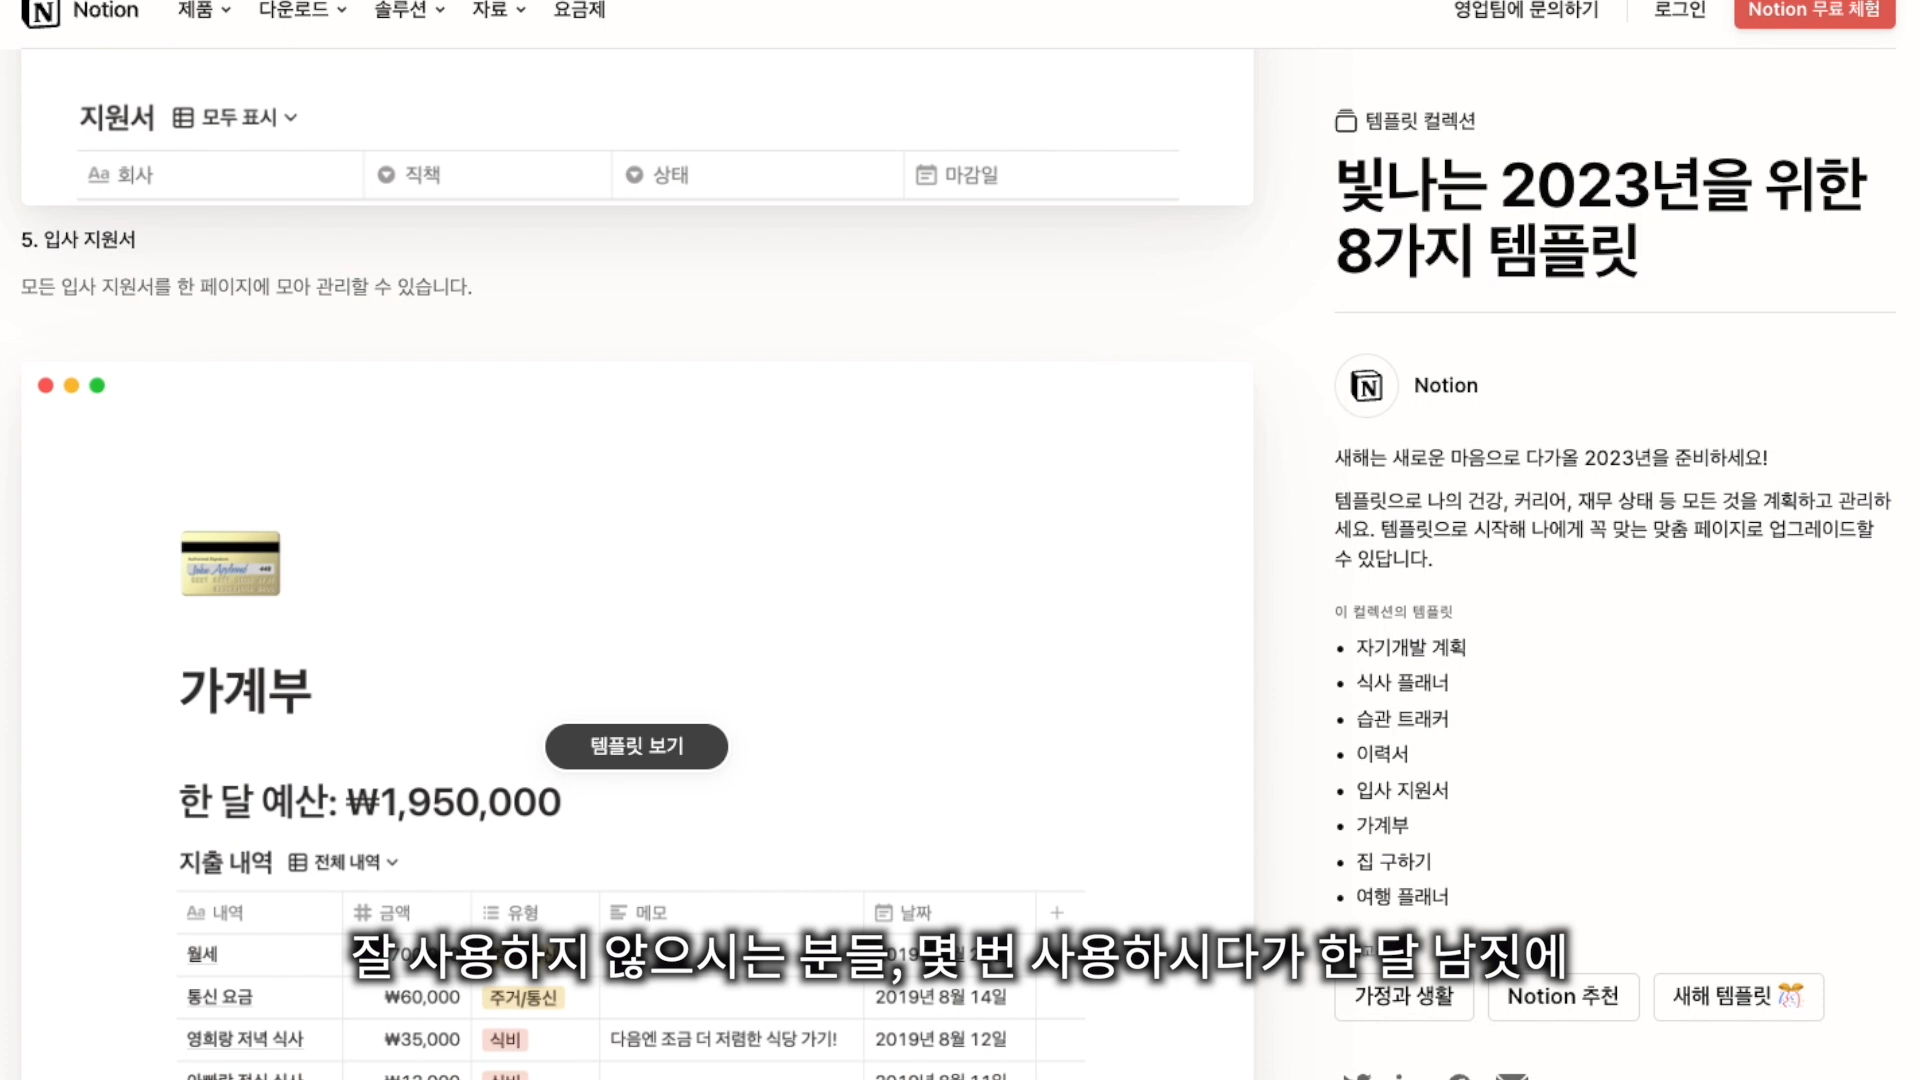 Notion
제품
다운로드
솔루션
자료
요금제
영업팀에 문의하기
로그인
Notion 무료 체험
지원서 모두 표시
Aa 회사
직책
상태
마감일
5. 입사 지원서
모든 입사 지원서를 한 페이지에 모아 관리할 수 있습니다.
가계부
템플릿 보기
한 달 예산: ₩1,950,000
지출 내역 전체 내역
Aa 내역
금액
유형
메모
날짜
월세
통신 요금 ₩60,000 주거/통신 2019년 8월 14일
영희랑 저녁 식사 ₩35,000 식비 다음엔 조금 더 저렴한 식당 가기! 2019년 8월 12일
템플릿 컬렉션
빛나는 2023년을 위한
8가지 템플릿
Notion
새해는 새로운 마음으로 다가올 2023년을 준비하세요!
템플릿으로 나의 건강, 커리어, 재무 상태 등 모든 것을 계획하고 관리하
세요. 템플릿으로 시작해 나에게 꼭 맞는 맞춤 페이지로 업그레이드할
수 있답니다.
이 컬렉션의 템플릿
• 자기개발 계획
• 식사 플래너
• 습관 트래커
• 이력서
• 입사 지원서
• 가계부
• 집 구하기
• 여행 플래너
가정과 생활
Notion 추천
새해 템플릿
잘 사용하지 않으시는 분들, 몇 번 사용하시다가 한 달 남짓에